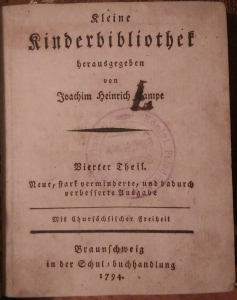 Kleine
Kinderbibliothek
herausgegeben
von
Joachim Heinrich Campe
Vierter Theil.
Neue, stark verminderte, und dadurch
verbesserte Ausgabe
Mit Chursächsischer Freiheit
Braunschweig
in der Schul-buchhandlung
1794.